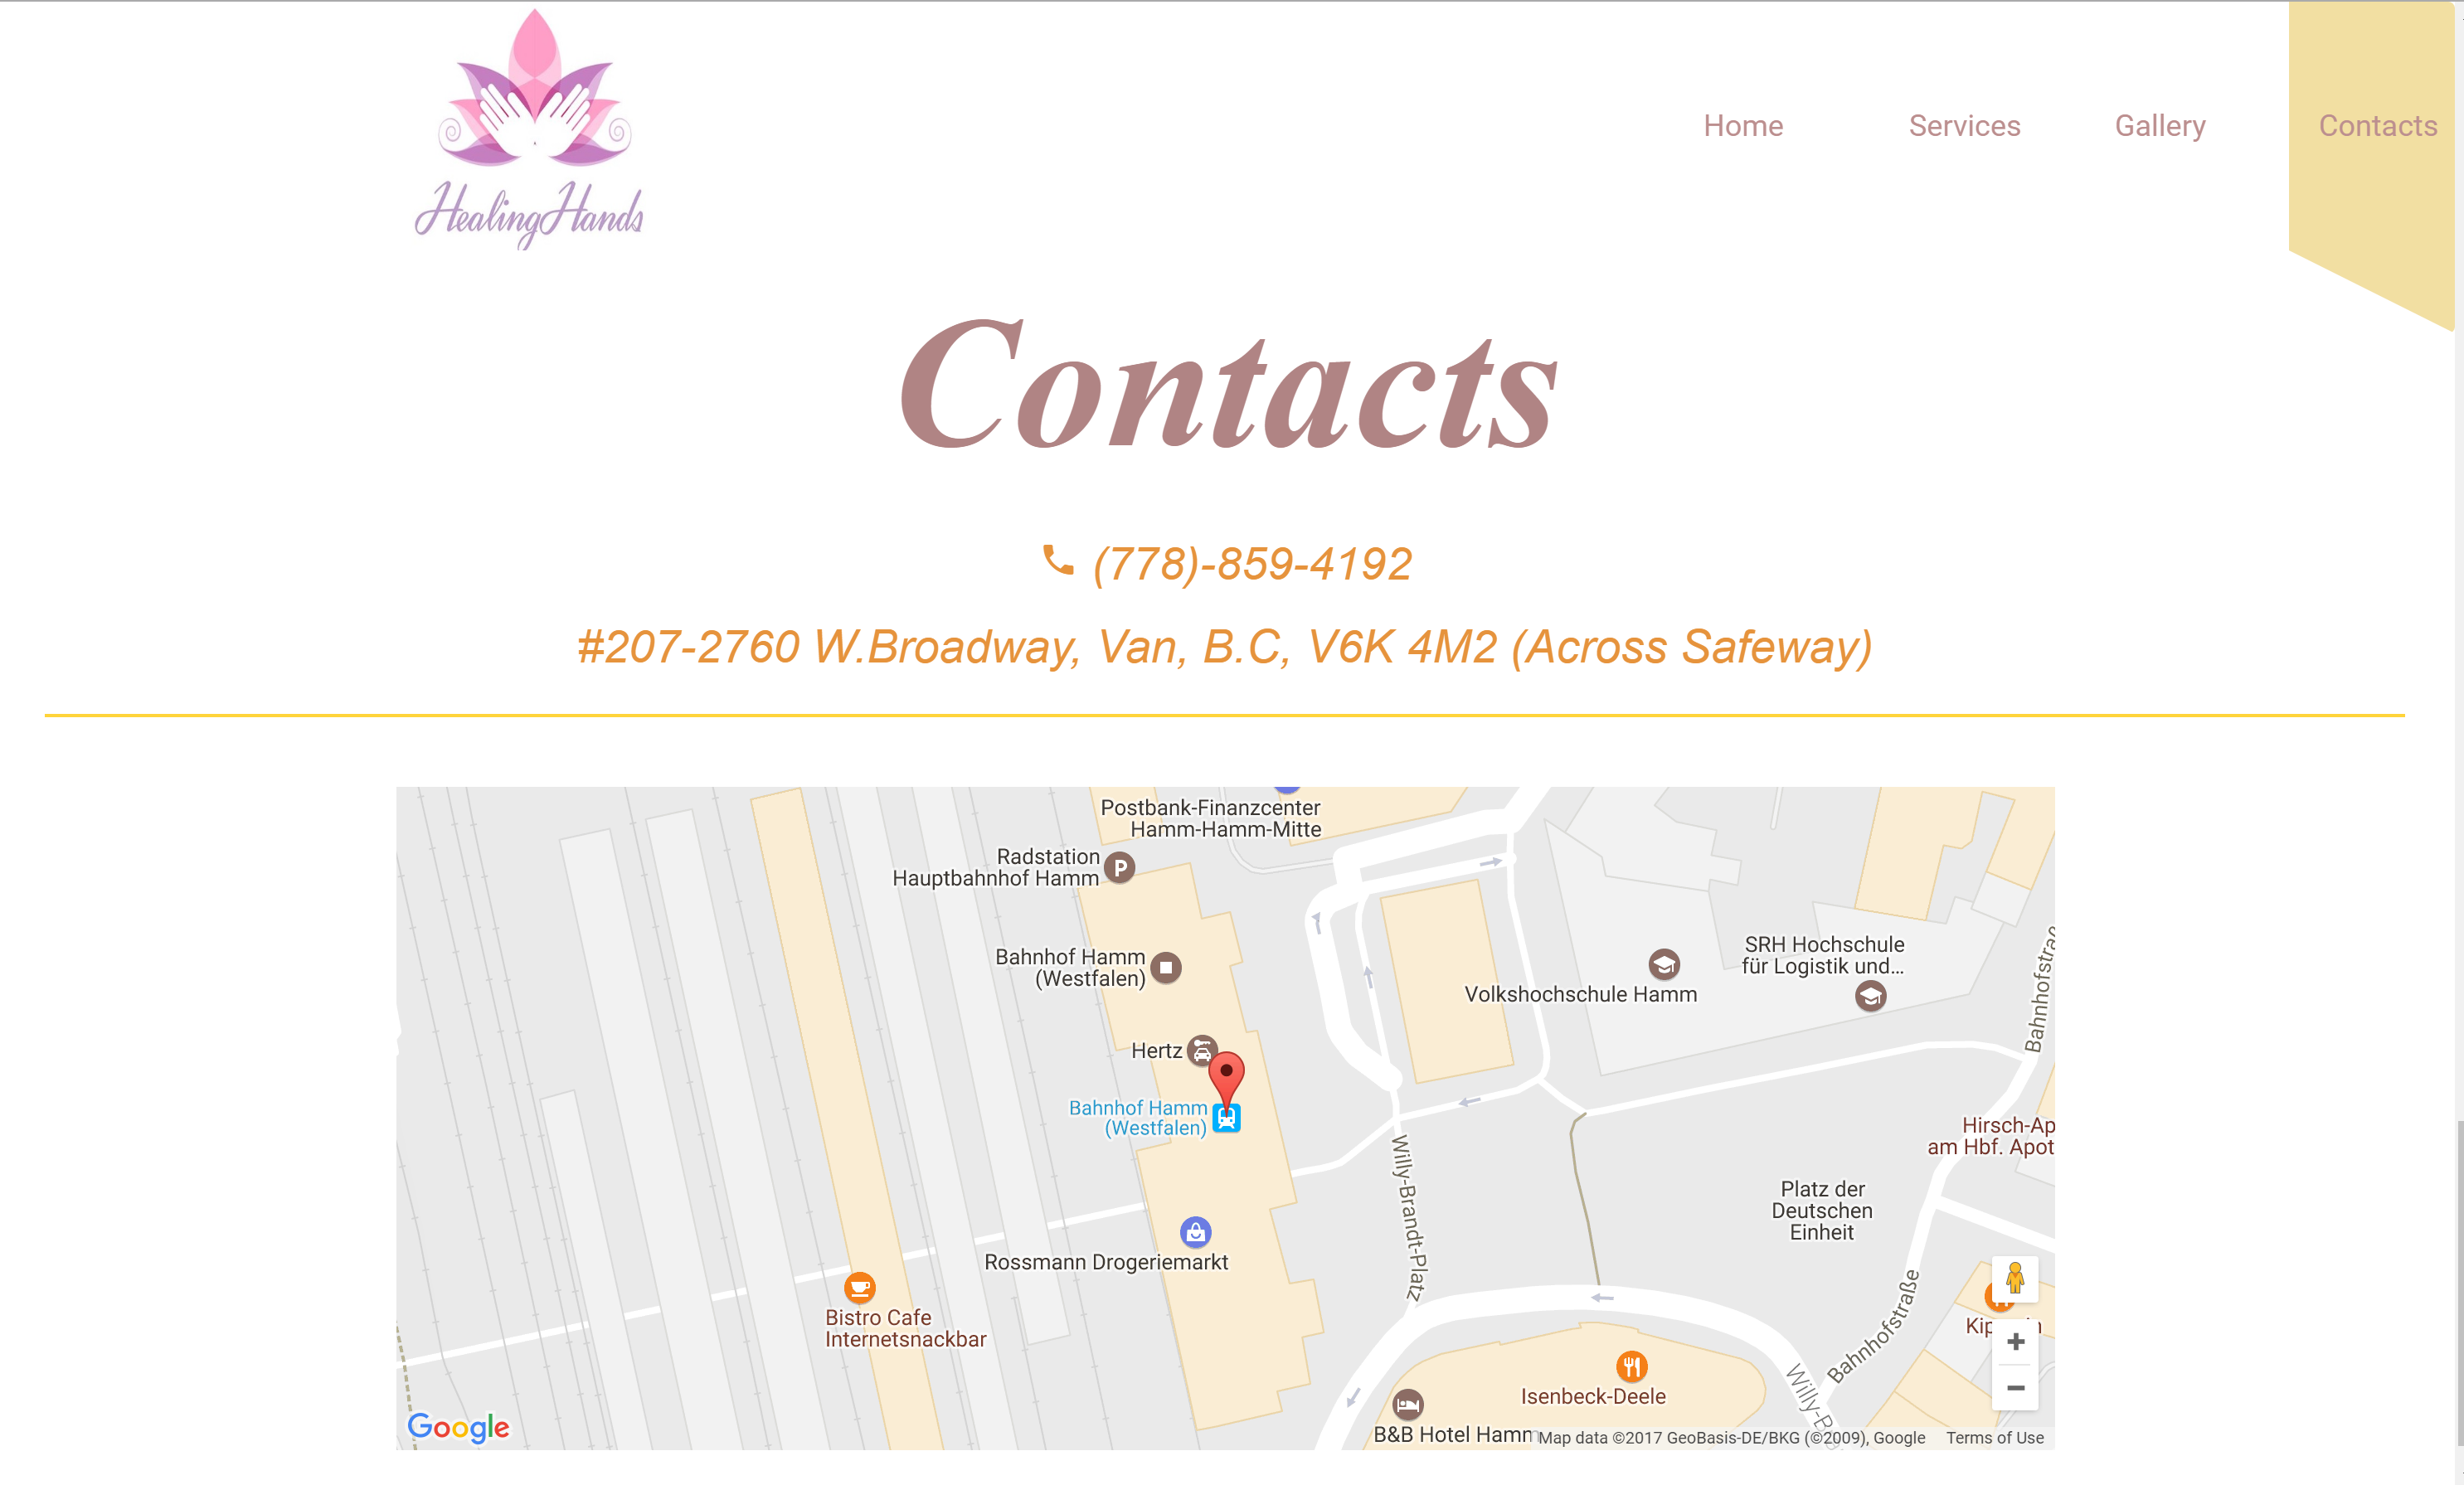 HealingHands
Home
Services
Gallery
Contacts
Contacts
(778)-859-4192
#207-2760 W.Broadway, Van, B.C, V6K 4M2 (Across Safeway)
Postbank-Finanzcenter
Hamm-Hamm-Mitte
Radstation
Hauptbahnhof Hamm
P
Bahnhof Hamm
(Westfalen)
SRH Hochschule
für Logistik und...
Volkshochschule Hamm
Bahnhofstraß
Hertz
Bahnhof Hamm
(Westfalen)
Hirsch-Ap
am Hbf. Apot
Willy-Brandt-Platz
Platz der
Deutschen
Einheit
Rossmann Drogeriemarkt
Bistro Cafe
Internetsnackbar
Bahnhofstraße
Isenbeck-Deele
B&B Hotel Hamm
Google
Map data ©2017 GeoBasis-DE/BKG (©2009), Google
Terms of Use